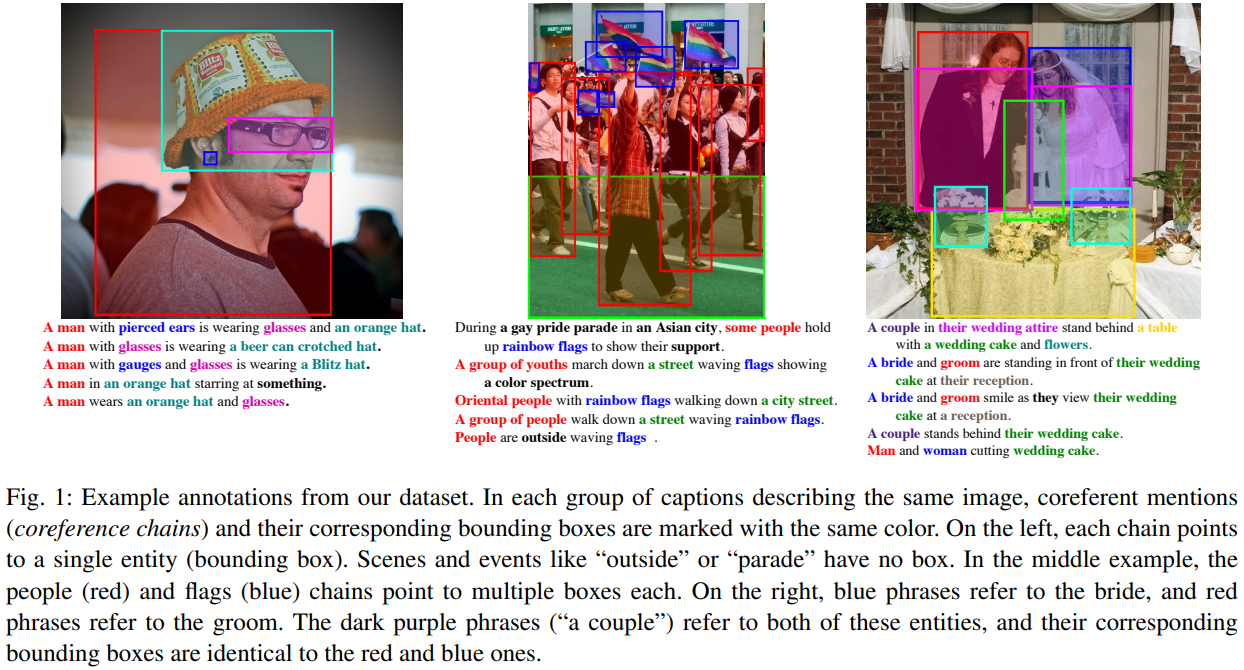 Blitz
Blitz
A man with pierced ears is wearing glasses and an orange hat.
A man with glasses is wearing a beer can crotched hat.
A man with gauges and glasses is wearing a Blitz hat.
A man in an orange hat starring at something.
A man wears an orange hat and glasses.
During a gay pride parade in an Asian city, some people hold
up rainbow flags to show their support.
A group of youths march down a street waving flags showing
a color spectrum.
Oriental people with rainbow flags walking down a city street.
A group of people walk down a street waving rainbow flags.
People are outside waving flags .
A couple in their wedding attire stand behind a table
with a wedding cake and flowers.
A bride and groom are standing in front of their wedding
cake at their reception.
A bride and groom smile as they view their wedding
cake at a reception.
A couple stands behind their wedding cake.
Man and woman cutting wedding cake.
Fig. 1: Example annotations from our dataset. In each group of captions describing the same image, coreferent mentions
(coreference chains) and their corresponding bounding boxes are marked with the same color. On the left, each chain points
to a single entity (bounding box). Scenes and events like “outside” or “parade” have no box. In the middle example, the
people (red) and flags (blue) chains point to multiple boxes each. On the right, blue phrases refer to the bride, and red
phrases refer to the groom. The dark purple phrases (“a couple”) refer to both of these entities, and their corresponding
bounding boxes are identical to the red and blue ones.